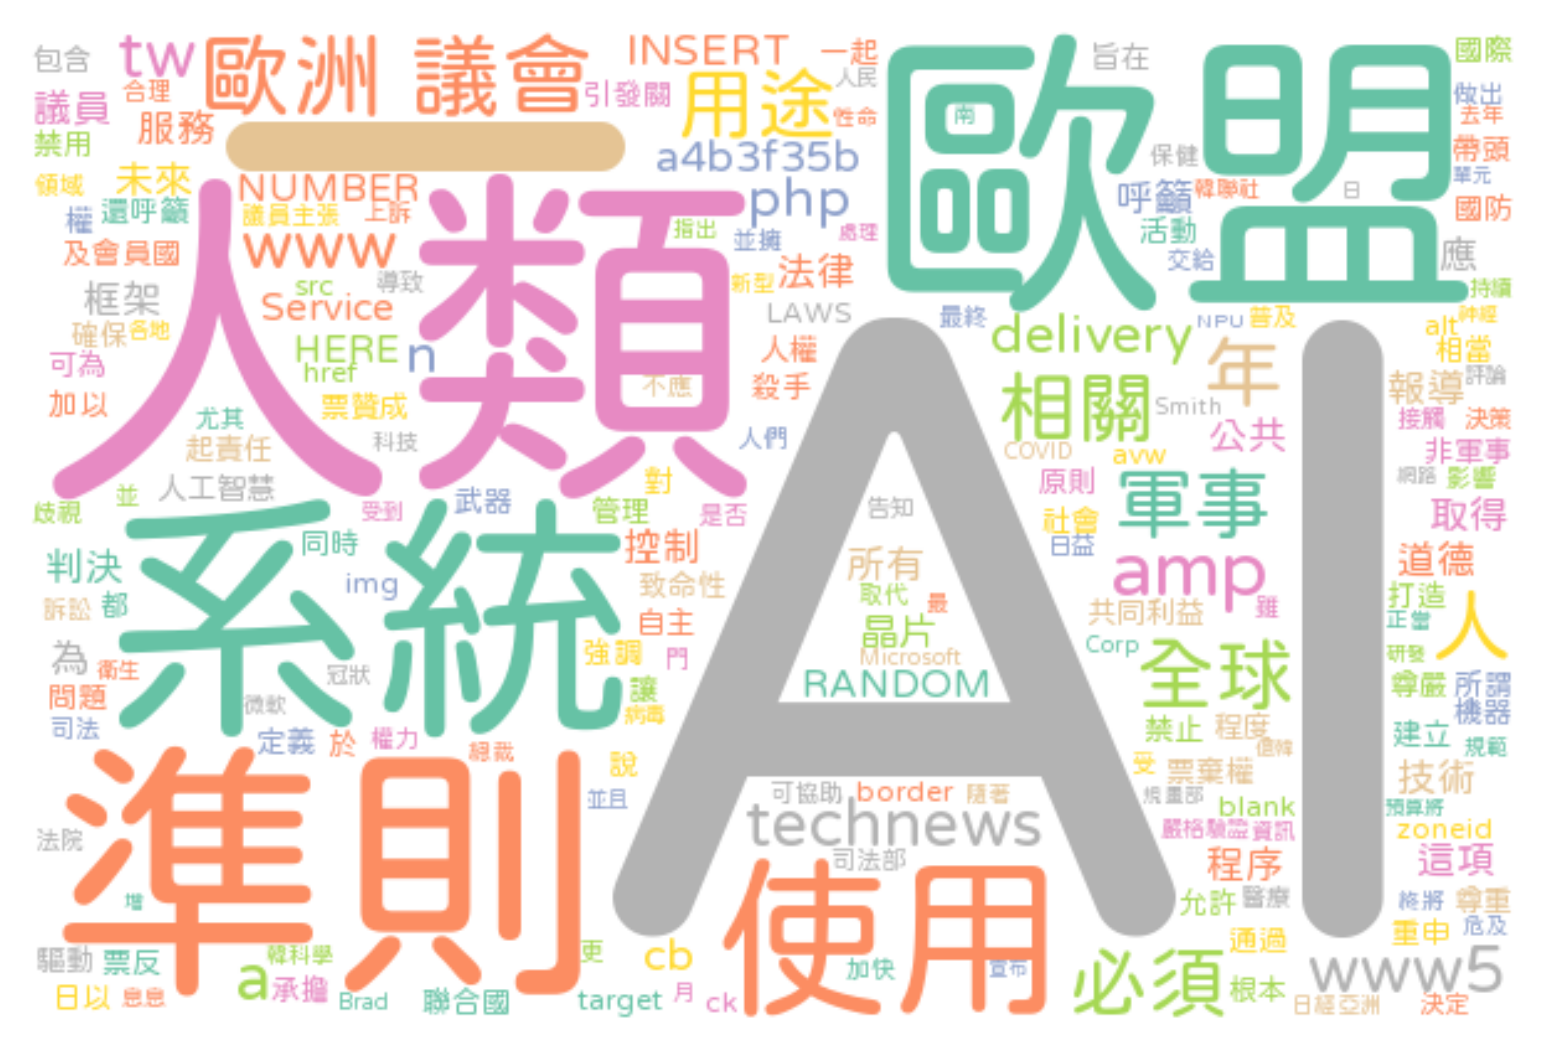 包含 tw 歐洲 議會 INSERT 一起 歐盟 旨在 國際
議員 合理 服務 引發關 用途 人民 性命 南 做出 去年
禁用 一 a4b3f35b 保健 帶頭
領域 未來 NUMBER php 呼籲 韓聯社 日 單元
權 還呼籲 議員主張 上訴 人類 指出 並擁 處理 活動 國防
及會員國 www 新型 法律 交給 應
框架 src 導致 Service LAWS 最終 delivery NPU 普及 持續
確保 各地 HERE n 人權 年 alt 神經
可為 href 不應 殺手 相關 相當
加以 票贊成 Smith 報導 評論
尤其 科技 人們 COVID avw 公共 接觸 決策
起責任 AI 非軍事
人工智慧 武器 對 原則 軍事 網路 影響
歧視 並 受到 管理 是否 告知 社會 取得
系統 同時 控制 日益
判決 img 致命性 所有 amp 道德
訴訟 都 自主 取代 最 共同利益 雖 打造 人
為 衛生 冠狀 強調 門 晶片 Corp 全球 正當
問題 微軟 讓 Microsoft 研發
司法 病毒 RANDOM 尊嚴 所謂
定義 於 權力 禁止 程度 機器
準則 總裁 說 受 票棄權 值韓 建立 規範
並且 可協助 border 隨著 規畫部 技術
法院 technews blank 預算將
司法部 嚴格驗證 資訊 zoneid
增 使用 程序 這項
允許 醫療 終將 尊重
驅動 票反 韓科學 更 cb 加快 宣布 必須 通過 重申 危及
日以 息息 a 承擔 www5
Brad 聯合國 target 月 ck 根本 日經亞洲 決定